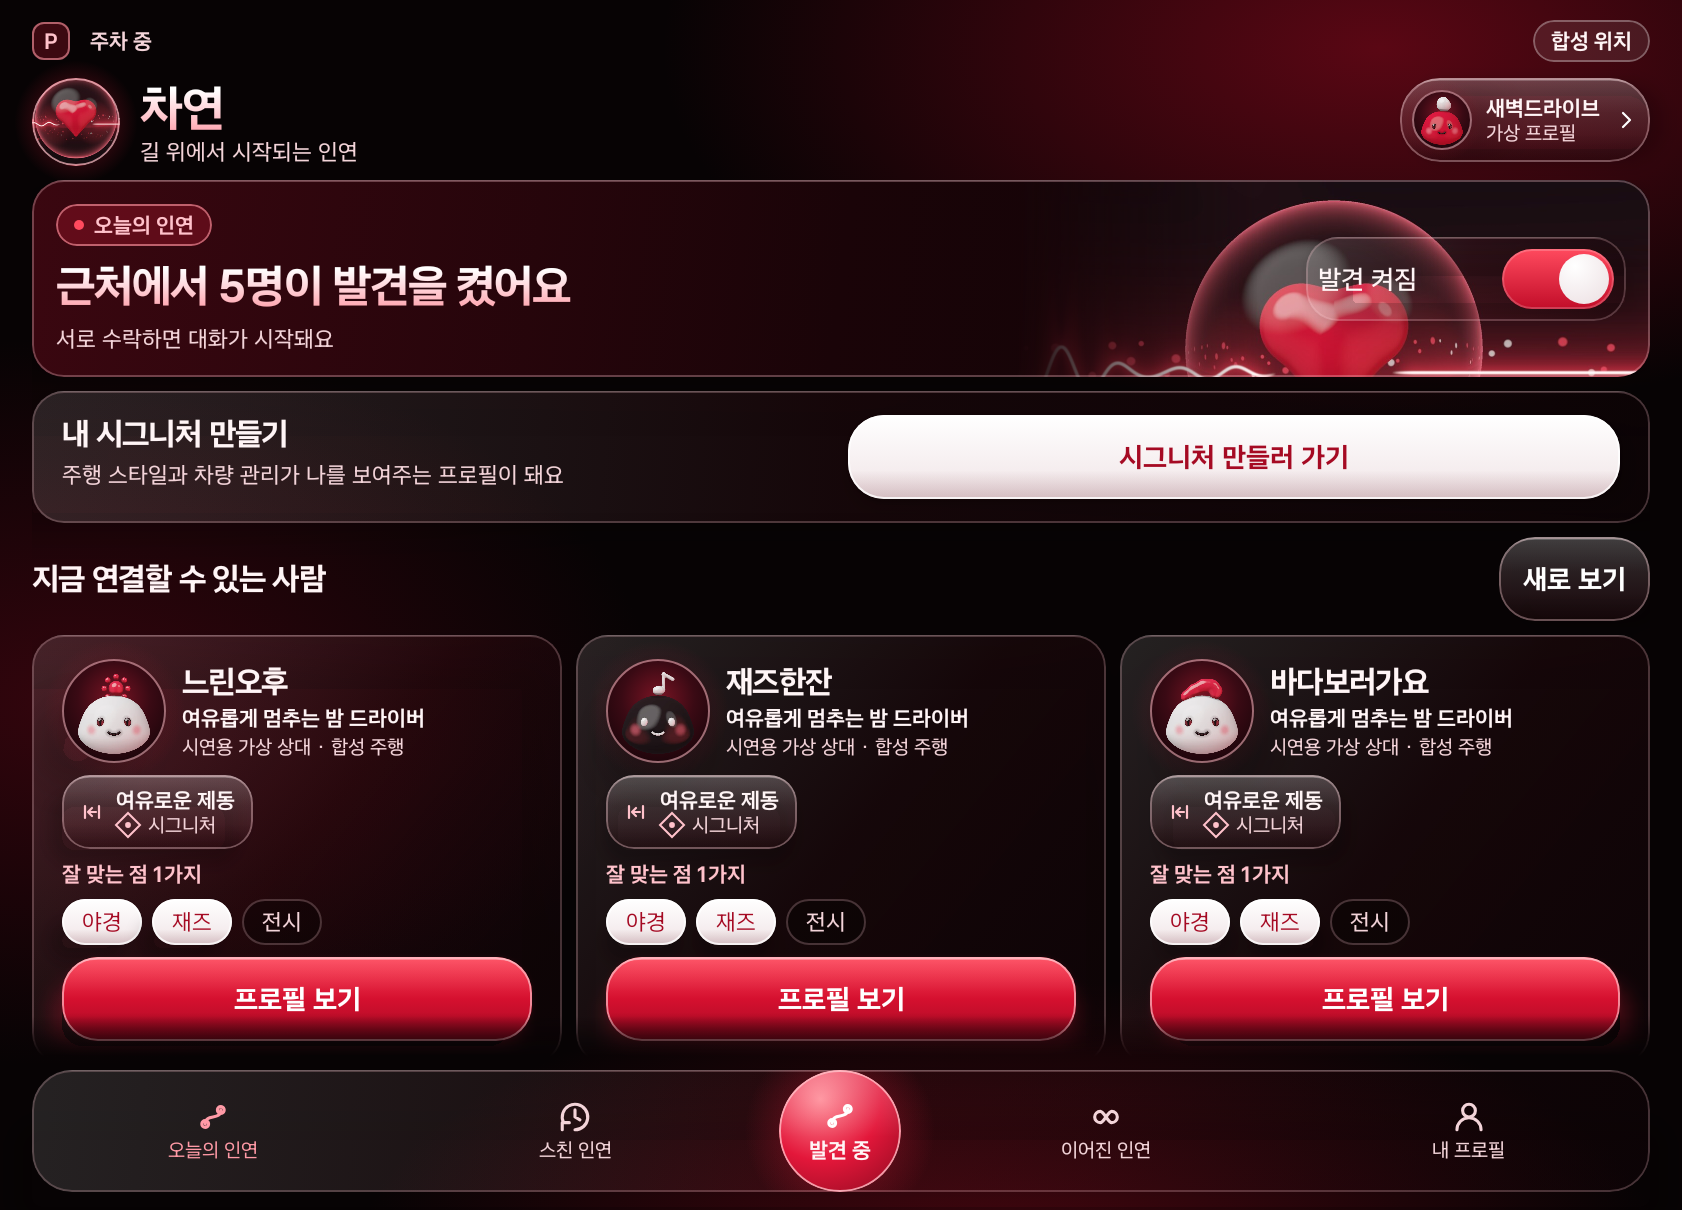 P 주차 중
합성 위치
차연
길 위에서 시작되는 인연
새벽드라이브
가상 프로필
오늘의 인연
근처에서 5명이 발견을 켰어요
서로 수락하면 대화가 시작돼요
발견 켜짐
내 시그니처 만들기
주행 스타일과 차량 관리가 나를 보여주는 프로필이 돼요
시그니처 만들러 가기
지금 연결할 수 있는 사람
새로 보기
느린오후
여유롭게 멈추는 밤 드라이버
시연용 가상 상대 · 합성 주행
여유로운 제동
시그니처
잘 맞는 점 1가지
야경 재즈 전시
프로필 보기
재즈한잔
여유롭게 멈추는 밤 드라이버
시연용 가상 상대 · 합성 주행
여유로운 제동
시그니처
잘 맞는 점 1가지
야경 재즈 전시
프로필 보기
바다보러가요
여유롭게 멈추는 밤 드라이버
시연용 가상 상대 · 합성 주행
여유로운 제동
시그니처
잘 맞는 점 1가지
야경 재즈 전시
프로필 보기
오늘의 인연
스친 인연
발견 중
이어진 인연
내 프로필